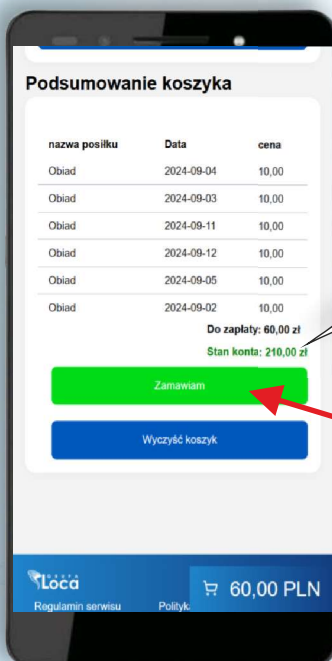 Podsumowanie koszyka
nazwa posiłku Data cena
Obiad 2024-09-04 10,00
Obiad 2024-09-03 10,00
Obiad 2024-09-11 10,00
Obiad 2024-09-12 10,00
Obiad 2024-09-05 10,00
Obiad 2024-09-02 10,00
Do zapłaty: 60,00 zł
Stan konta: 210,00 zł
Zamawiam
Wyczyść koszyk
GRUPA
Loca
60,00 PLN
Regulamin serwisu Polityk